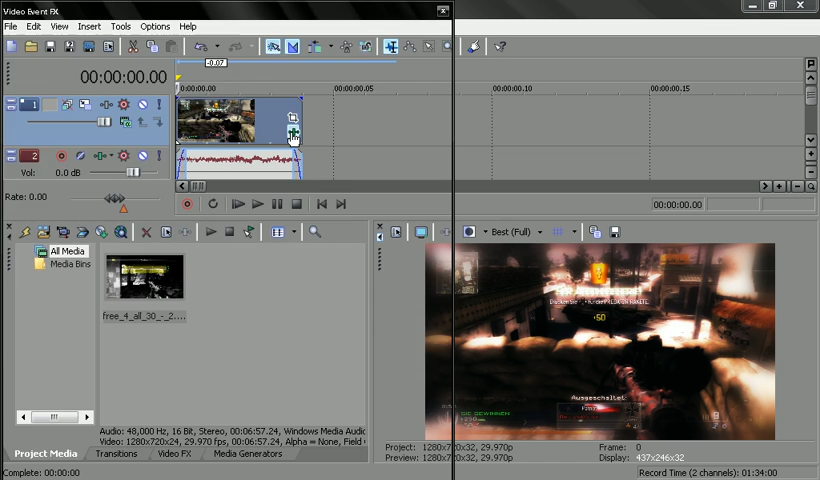 Video Event FX
File Edit View Insert Tools Options Help
-0.07
00:00:00.00
0:00:00.00 00:00:00.05 00:00:00.10 00:00:00.15
1
2
Vol: 0.0 dB
Rate: 0.00
00:00:00.00
Best (Full)
All Media
Media Bins
free_4_all_30_-_2....
+50
Ausgeschaltet:
SIE GEWINNEN
Audio: 48,000 Hz, 16 Bit, Stereo, 00:06:57.24, Windows Media Audio
Video: 1280x720x24, 29.970 fps, 00:06:57.24, Alpha = None, Field
Project Media Transitions Video FX Media Generators
Project: 1280x720x32, 29.970p
Frame: 0
Preview: 1280x720x32, 29.970p
Display: 437x246x32
Complete: 00:00:00
Record Time (2 channels): 01:34:00